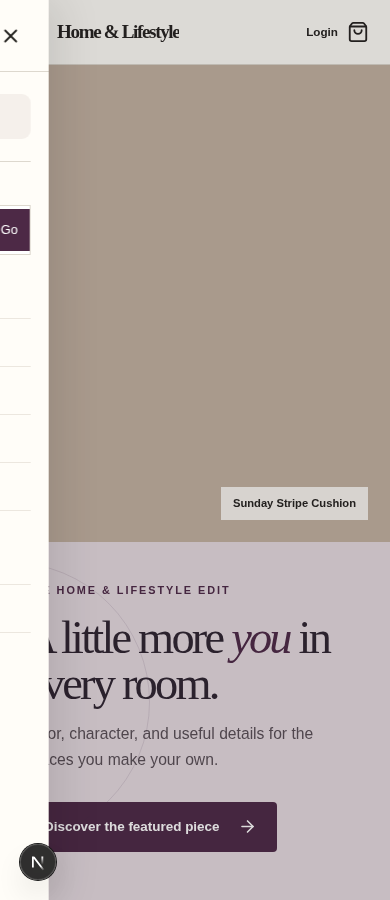 Home & Lifestyle
Login
Go
Sunday Stripe Cushion
HOME & LIFESTYLE EDIT
A little more you in
very room.
or, character, and useful details for the
ces you make your own.
Discover the featured piece
N